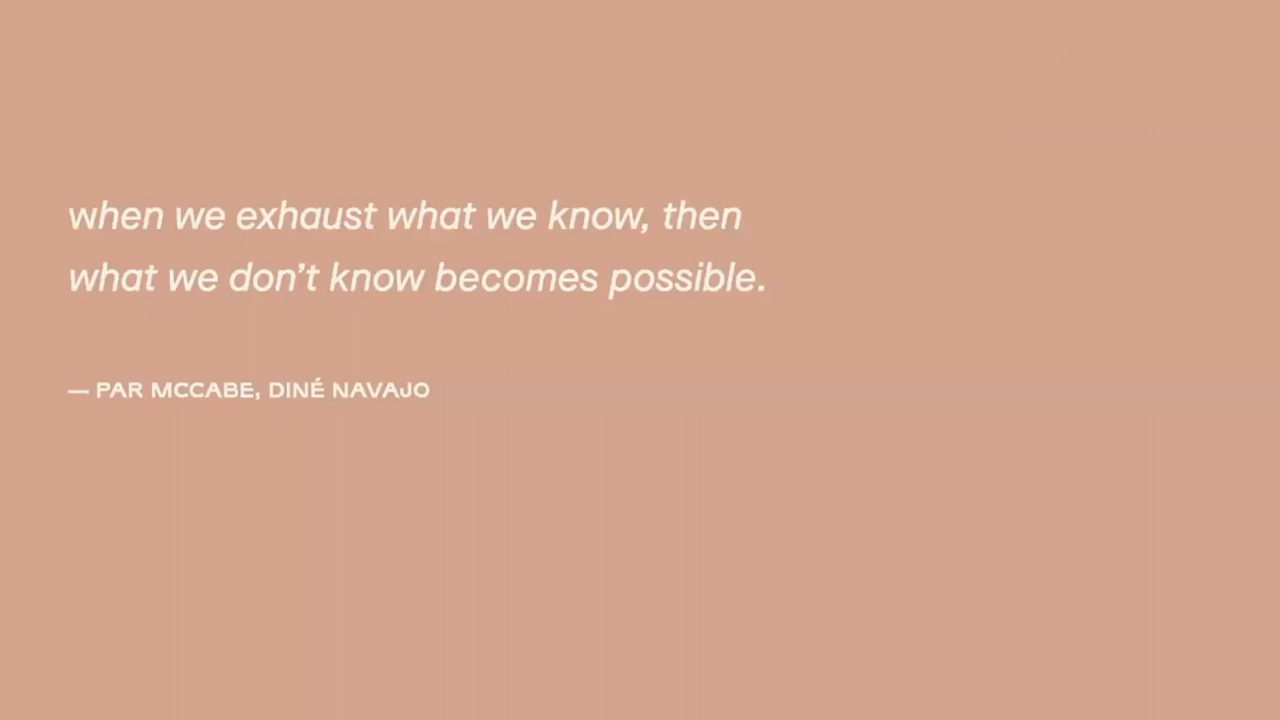 when we exhaust what we know, then
what we don’t know becomes possible.
— PAR MCCABE, DINÉ NAVAJO